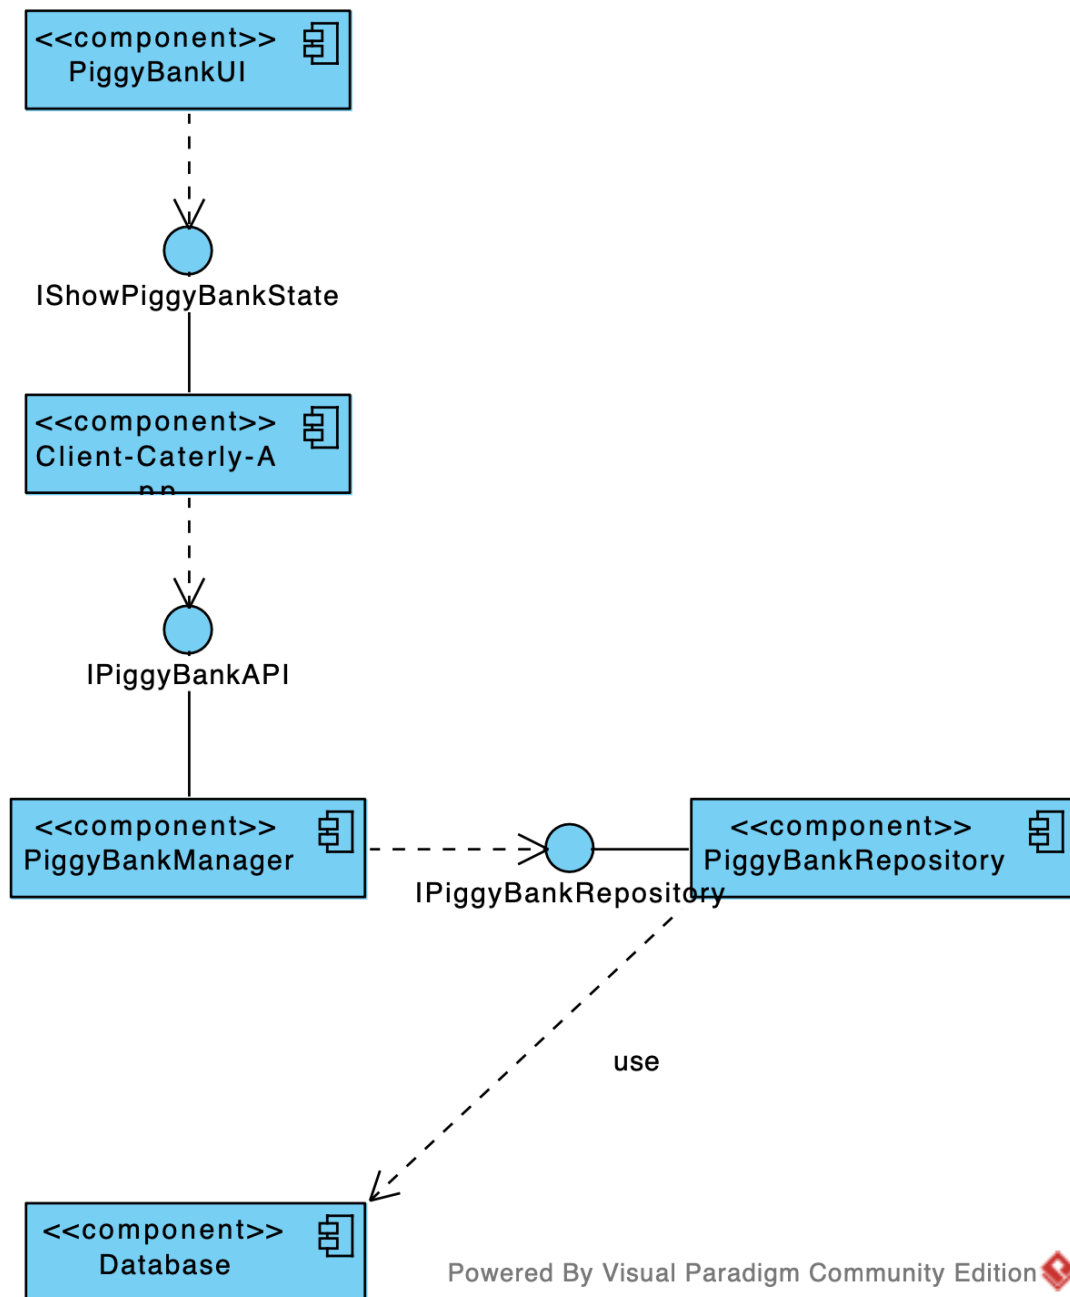 <<component>>
PiggyBankUI
IShowPiggyBankState
<<component>>
Client-Caterly-A
pp
IPiggyBankAPI
<<component>>
PiggyBankManager
IPiggyBankRepository
<<component>>
PiggyBankRepository
use
<<component>>
Database
Powered By Visual Paradigm Community Edition